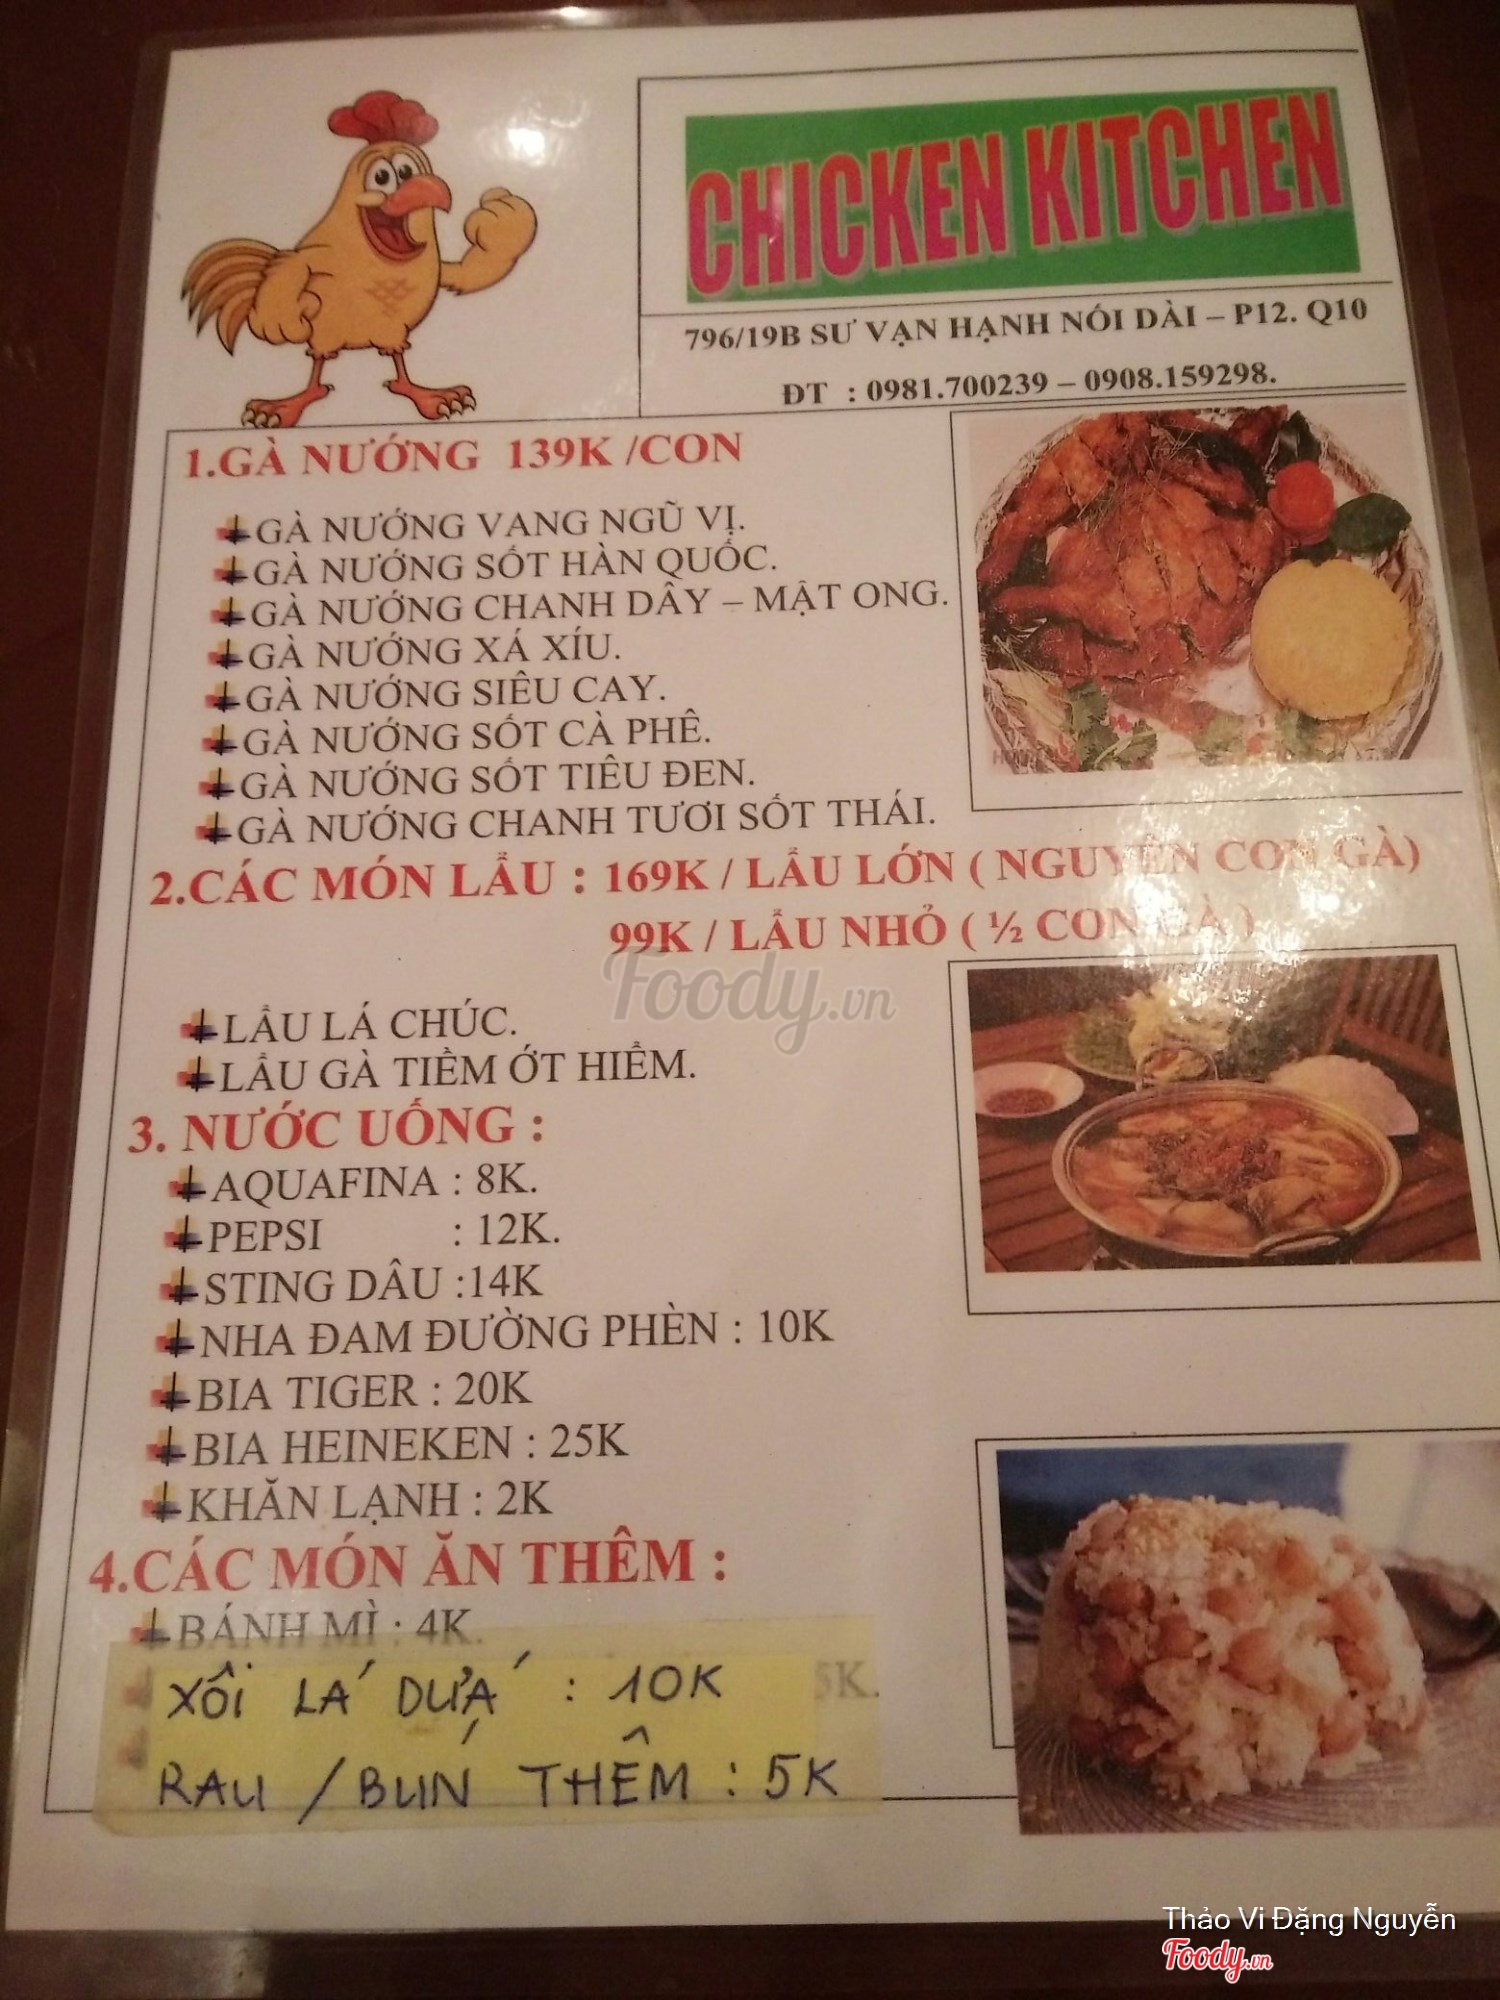 CHICKEN KITCHEN
796/19B SƯ VẠN HẠNH NỐI DÀI – P12. Q10
ĐT : 0981.700239 – 0908.159298.
1.GÀ NƯỚNG 139K /CON
GÀ NƯỚNG VANG NGŨ VỊ.
GÀ NƯỚNG SỐT HÀN QUỐC.
GÀ NƯỚNG CHANH DÂY – MẬT ONG.
GÀ NƯỚNG XÁ XÍU.
GÀ NƯỚNG SIÊU CAY.
GÀ NƯỚNG SỐT CÀ PHÊ.
GÀ NƯỚNG SỐT TIÊU ĐEN.
GÀ NƯỚNG CHANH TƯƠI SỐT THÁI.
2.CÁC MÓN LẨU : 169K / LẨU LỚN ( NGUYÊN CON GÀ)
99K / LẨU NHỎ ( ½ CON GÀ )
Foody.vn
LẨU LÁ CHÚC.
LẨU GÀ TIỀM ỚT HIỂM.
3. NƯỚC UỐNG :
AQUAFINA : 8K.
PEPSI : 12K.
STING DÂU :14K
NHA ĐAM ĐƯỜNG PHÈN : 10K
BIA TIGER : 20K
BIA HEINEKEN : 25K
KHĂN LẠNH : 2K
4.CÁC MÓN ĂN THÊM :
BÁNH MÌ : 4K.
XÔI LÁ DỨA : 10K
5K.
RAU / BÚN THÊM : 5K
Thảo Vi Đặng Nguyễn
Foody.vn